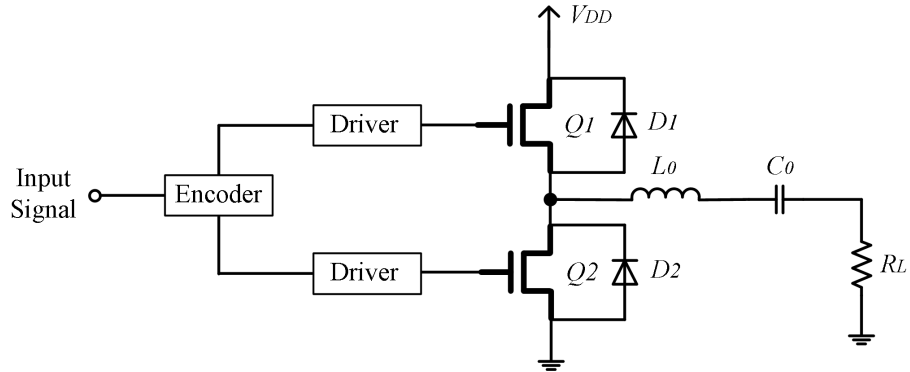 VDD
Driver
Q1
D1
L0
C0
Input
Signal
Encoder
RL
Driver
Q2
D2